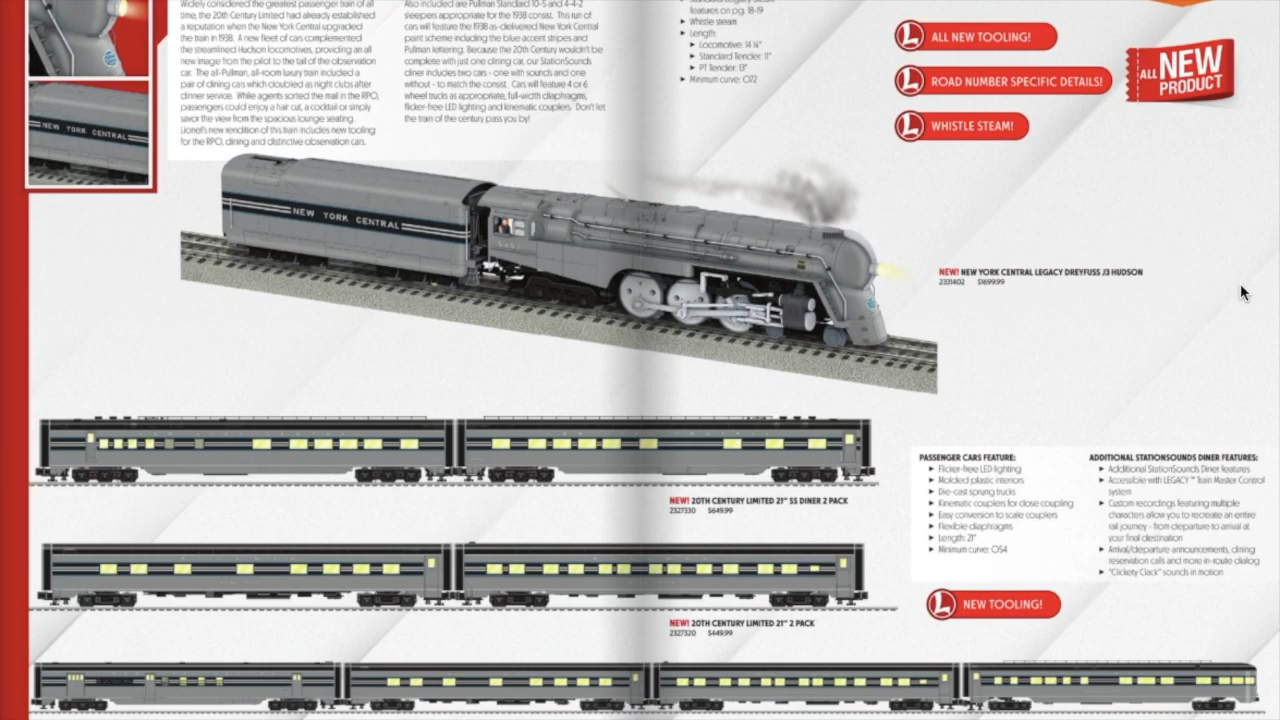 Widely considered the greatest passenger train of all
time, the 20th Century Limited had already established
a reputation when the New York Central upgraded
the train in 1938. A new fleet of cars complemented
the streamlined Hudson locomotives, providing an all
new image from the pilot to the tail of the observation
car. The all-Pullman, all-room luxury train included a
pair of dining cars which doubled as night clubs after
dinner service. While agents sorted the mail in the RPO,
passengers could enjoy a hair cut, a cocktail or simply
savor the view from the spacious lounge seating.
Lionel's new rendition of this train includes new tooling
for the RPO, dining and distinctive observation cars.
Also included are Pullman Standard 10-5 and 4-4-2
sleepers appropriate for the 1938 consist. This run of
cars will feature the 1938 as-delivered New York Central
paint scheme including the blue accent stripes and
Pullman lettering. Because the 20th Century wouldn't be
complete with just one dining car, our StationSounds
diner includes two cars - one with sounds and one
without - to match the consist. Cars will feature 4 or 6
wheel trucks as appropriate, full-width diaphragms,
flicker-free LED lighting and kinematic couplers. Don't let
the train of the century pass you by!
features on pg. 18-19
► Whistle steam
► Length:
► Locomotive: 14 ¼"
► Standard Tender: 11"
► PT Tender: 13"
► Minimum curve: O72
L ALL NEW TOOLING!
L ROAD NUMBER SPECIFIC DETAILS!
L WHISTLE STEAM!
ALL NEW
PRODUCT
NEW YORK CENTRAL
NEW YORK CENTRAL
NEW! NEW YORK CENTRAL LEGACY DREYFUSS J3 HUDSON
2331402 $1699.99
NEW! 20TH CENTURY LIMITED 21" SS DINER 2 PACK
2327330 $649.99
PASSENGER CARS FEATURE:
► Flicker-free LED lighting
► Molded plastic interiors
► Die-cast sprung trucks
► Kinematic couplers for close coupling
► Easy conversion to scale couplers
► Flexible diaphragms
► Length: 21"
► Minimum curve: O54
ADDITIONAL STATIONSOUNDS DINER FEATURES:
► Additional StationSounds Diner features
► Accessible with LEGACY™ Train Master Control
system
► Custom recordings featuring multiple
characters allow you to recreate an entire
rail journey - from departure to arrival at
your final destination
► Arrival/departure announcements, dining
reservation calls and more in-route dialog
► "Clickety Clack" sounds in motion
L NEW TOOLING!
NEW! 20TH CENTURY LIMITED 21" 2 PACK
2327320 $449.99